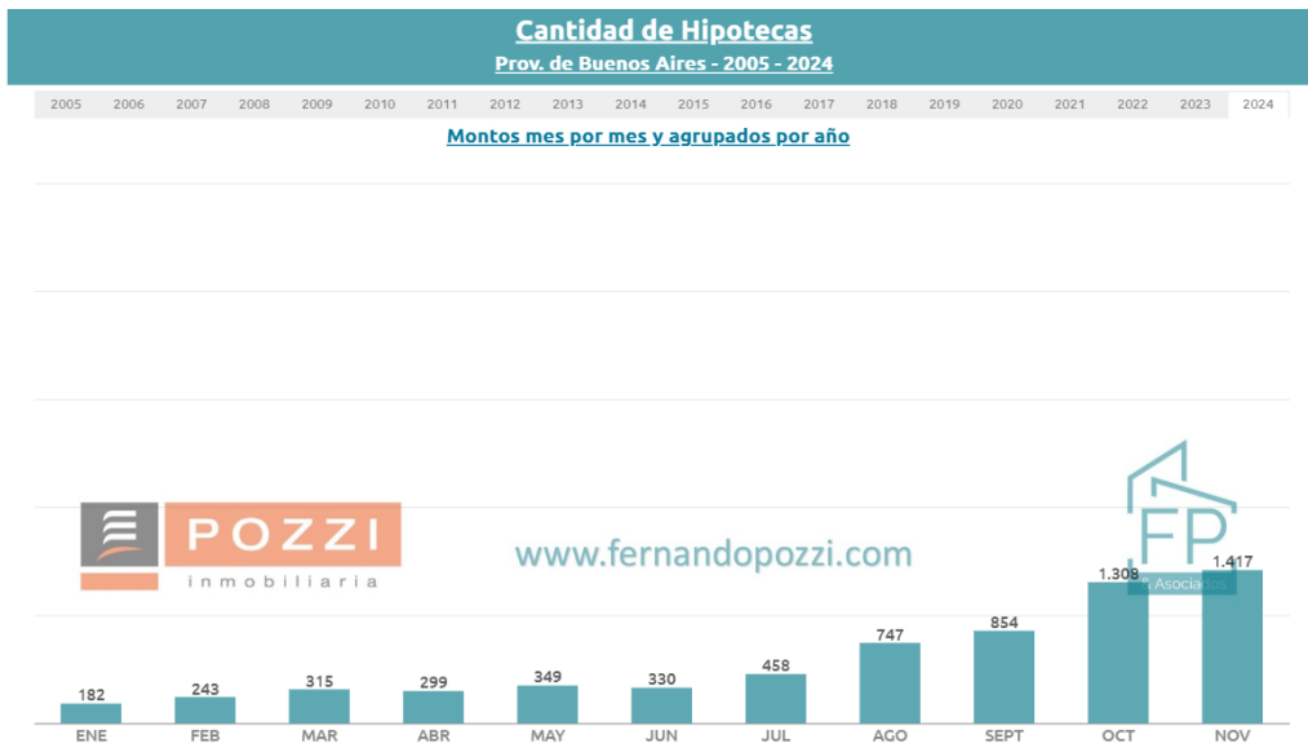 Cantidad de Hipotecas
Prov. de Buenos Aires - 2005 - 2024
2005 2006 2007 2008 2009 2010 2011 2012 2013 2014 2015 2016 2017 2018 2019 2020 2021 2022 2023 2024
Montos mes por mes y agrupados por año
POZZI
inmobiliaria
www.fernandopozzi.com
FP
& Asociados
182 243 315 299 349 330 458 747 854 1.308 1.417
ENE FEB MAR ABR MAY JUN JUL AGO SEPT OCT NOV